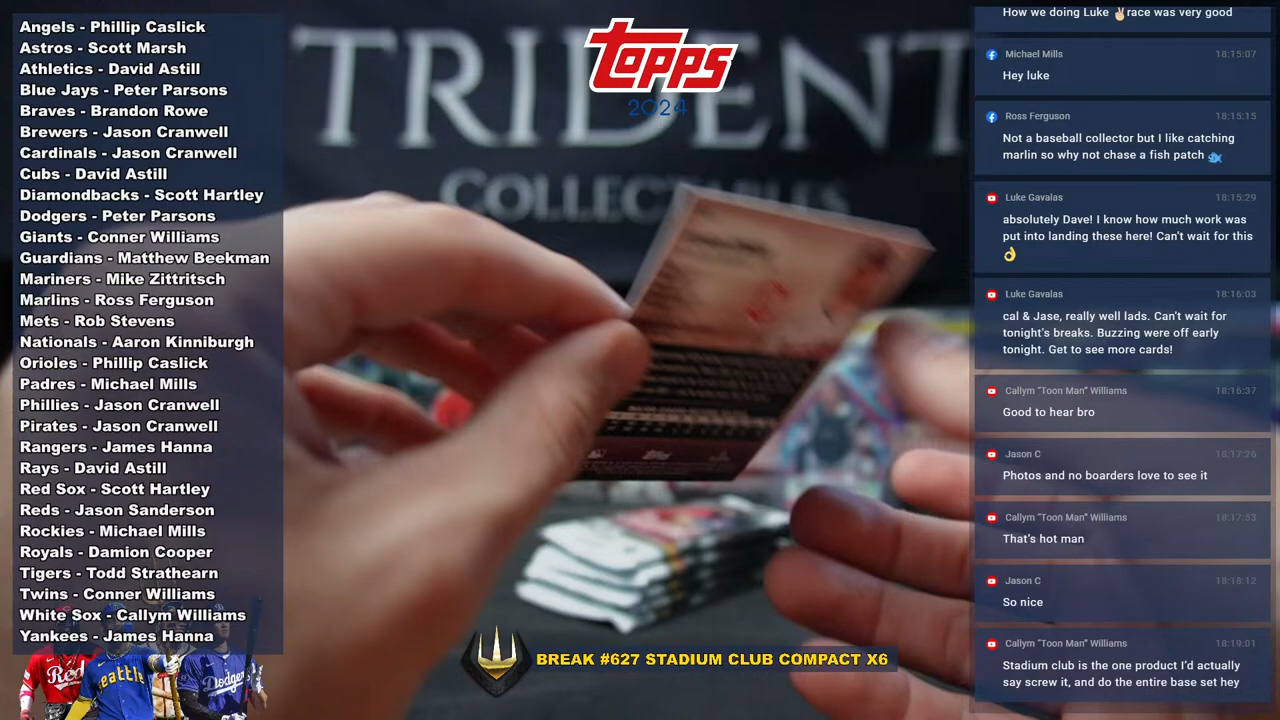 Angels - Phillip Caslick
Astros - Scott Marsh
Athletics - David Astill
Blue Jays - Peter Parsons
Braves - Brandon Rowe
Brewers - Jason Cranwell
Cardinals - Jason Cranwell
Cubs - David Astill
Diamondbacks - Scott Hartley
Dodgers - Peter Parsons
Giants - Conner Williams
Guardians - Matthew Beekman
Mariners - Mike Zittritsch
Marlins - Ross Ferguson
Mets - Rob Stevens
Nationals - Aaron Kinniburgh
Orioles - Phillip Caslick
Padres - Michael Mills
Phillies - Jason Cranwell
Pirates - Jason Cranwell
Rangers - James Hanna
Rays - David Astill
Red Sox - Scott Hartley
Reds - Jason Sanderson
Rockies - Michael Mills
Royals - Damion Cooper
Tigers - Todd Strathearn
Twins - Conner Williams
White Sox - Callym Williams
Yankees - James Hanna
Reds
seattle
Dodgers
TRIDENT
COLLECTABLES
topps
2024
topps
BREAK #627 STADIUM CLUB COMPACT X6
How we doing Luke ✌🏼race was very good
Michael Mills 18:15:07
Hey luke
Ross Ferguson 18:15:15
Not a baseball collector but I like catching
marlin so why not chase a fish patch 🐟
Luke Gavalas 18:15:29
absolutely Dave! I know how much work was
put into landing these here! Can't wait for this
👌
Luke Gavalas 18:16:03
cal & Jase, really well lads. Can't wait for
tonight's breaks. Buzzing were off early
tonight. Get to see more cards!
Callym “Toon Man” Williams 18:16:37
Good to hear bro
Jason C 18:17:26
Photos and no boarders love to see it
Callym “Toon Man” Williams 18:17:53
That’s hot man
Jason C 18:18:12
So nice
Callym “Toon Man” Williams 18:19:01
Stadium club is the one product I’d actually
say screw it, and do the entire base set hey